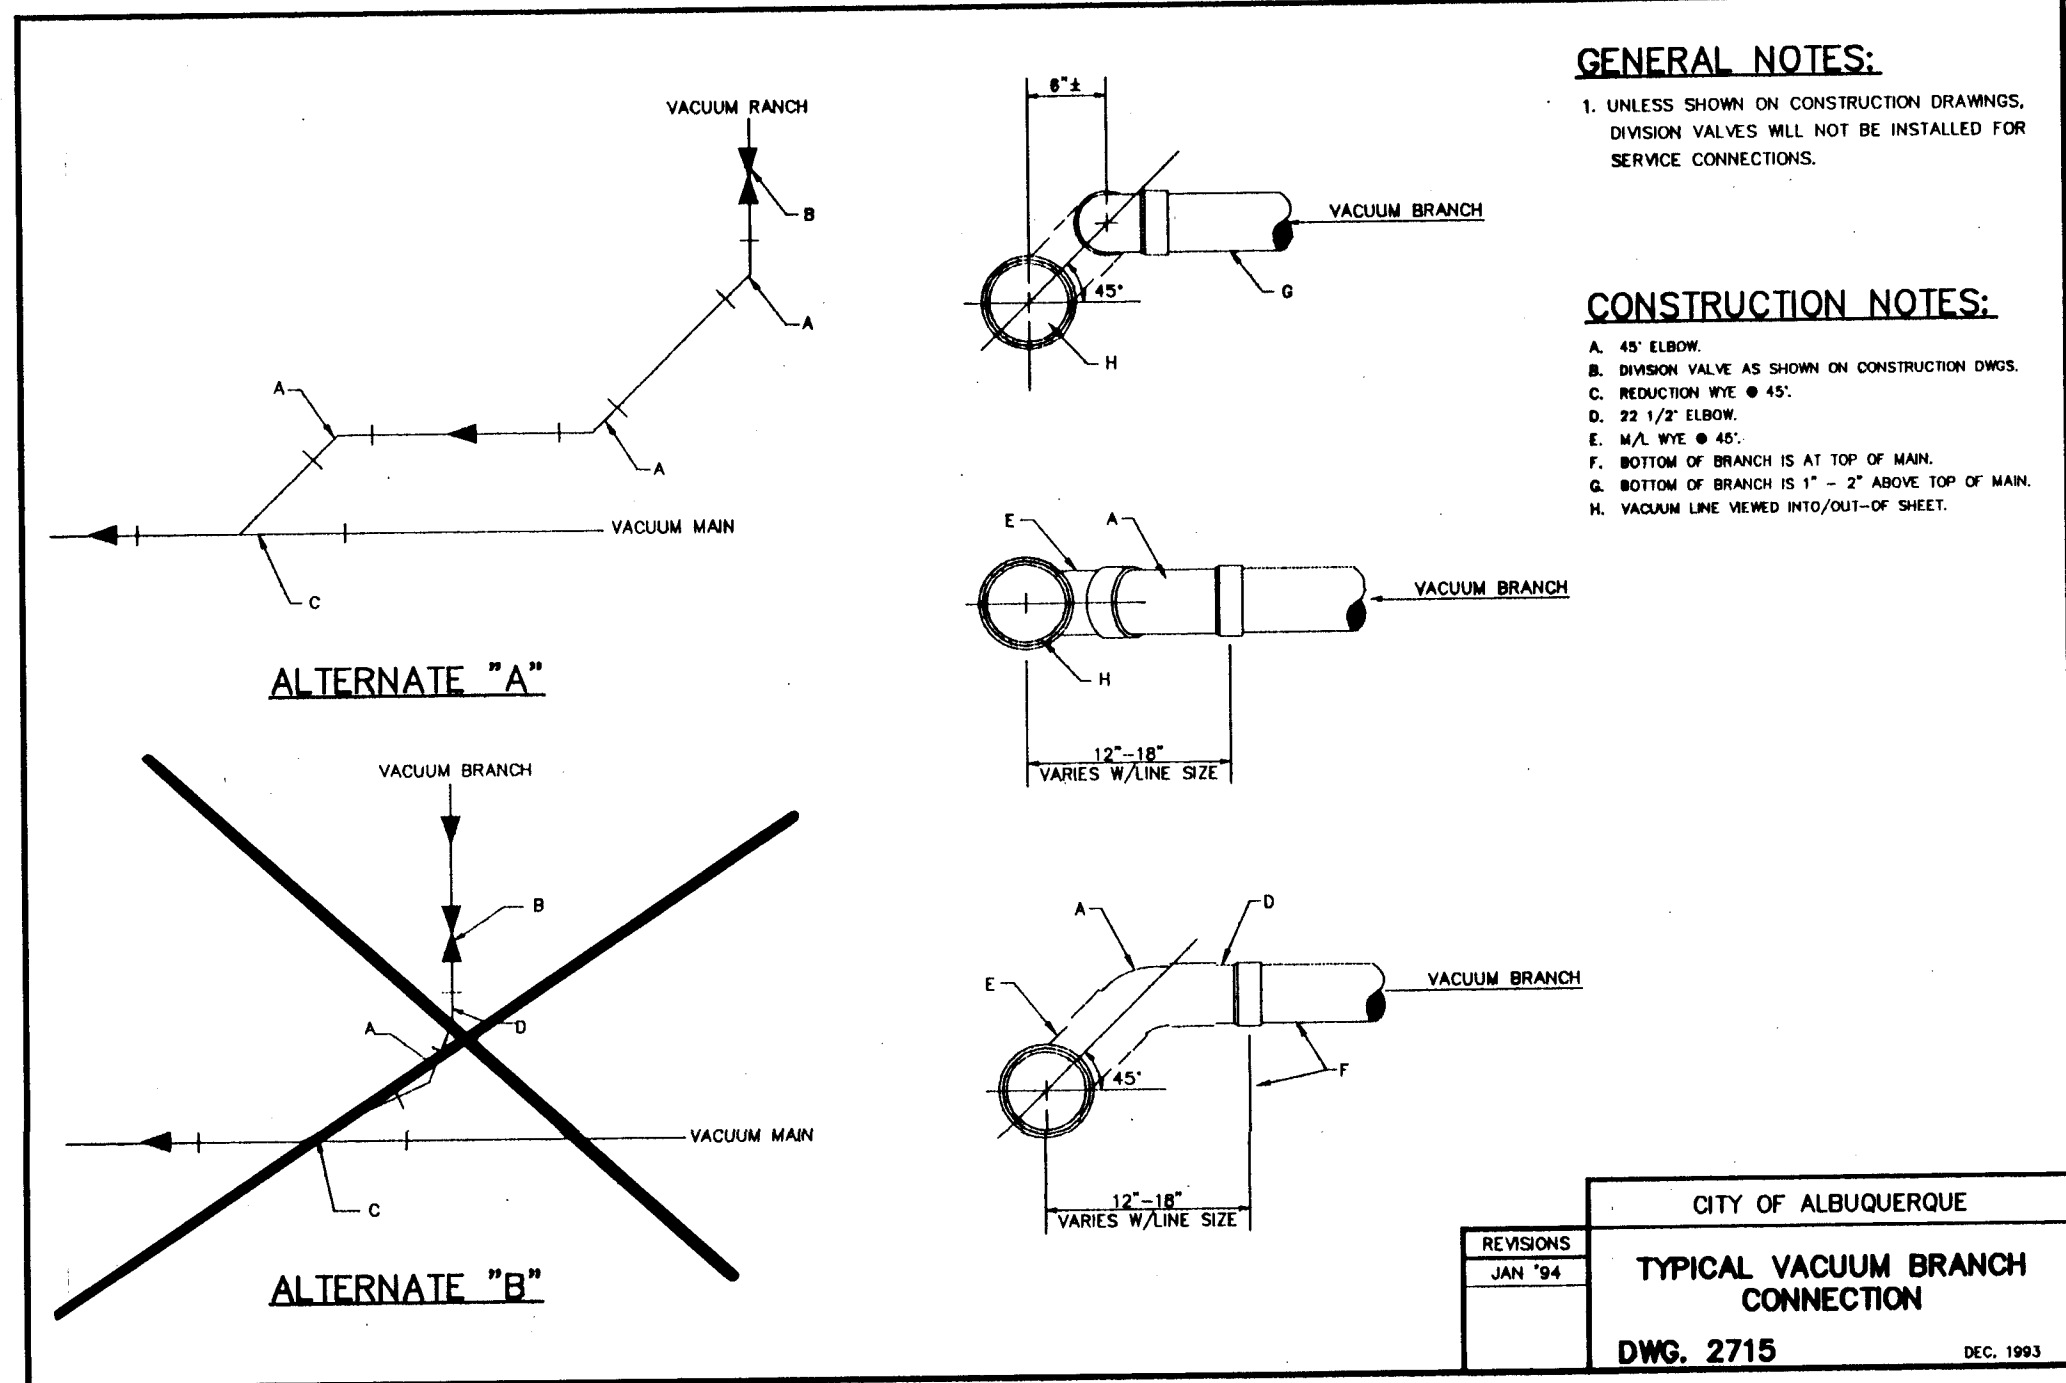 VACUUM RANCH
B
A
A
A
VACUUM MAIN
C
ALTERNATE "A"
VACUUM BRANCH
B
D
A
VACUUM MAIN
C
ALTERNATE "B"
6"±
VACUUM BRANCH
45°
G
H
E
A
VACUUM BRANCH
H
12"-18"
VARIES W/LINE SIZE
A
D
E
VACUUM BRANCH
45°
F
12"-18"
VARIES W/LINE SIZE
GENERAL NOTES:
1. UNLESS SHOWN ON CONSTRUCTION DRAWINGS,
DIVISION VALVES WILL NOT BE INSTALLED FOR
SERVICE CONNECTIONS.
CONSTRUCTION NOTES:
A. 45° ELBOW.
B. DIVISION VALVE AS SHOWN ON CONSTRUCTION DWGS.
C. REDUCTION WYE @ 45°.
D. 22 1/2° ELBOW.
E. M/L WYE @ 45°.
F. BOTTOM OF BRANCH IS AT TOP OF MAIN.
G. BOTTOM OF BRANCH IS 1" - 2" ABOVE TOP OF MAIN.
H. VACUUM LINE VIEWED INTO/OUT-OF SHEET.
CITY OF ALBUQUERQUE
REVISIONS
JAN '94
TYPICAL VACUUM BRANCH
CONNECTION
DWG. 2715
DEC. 1993